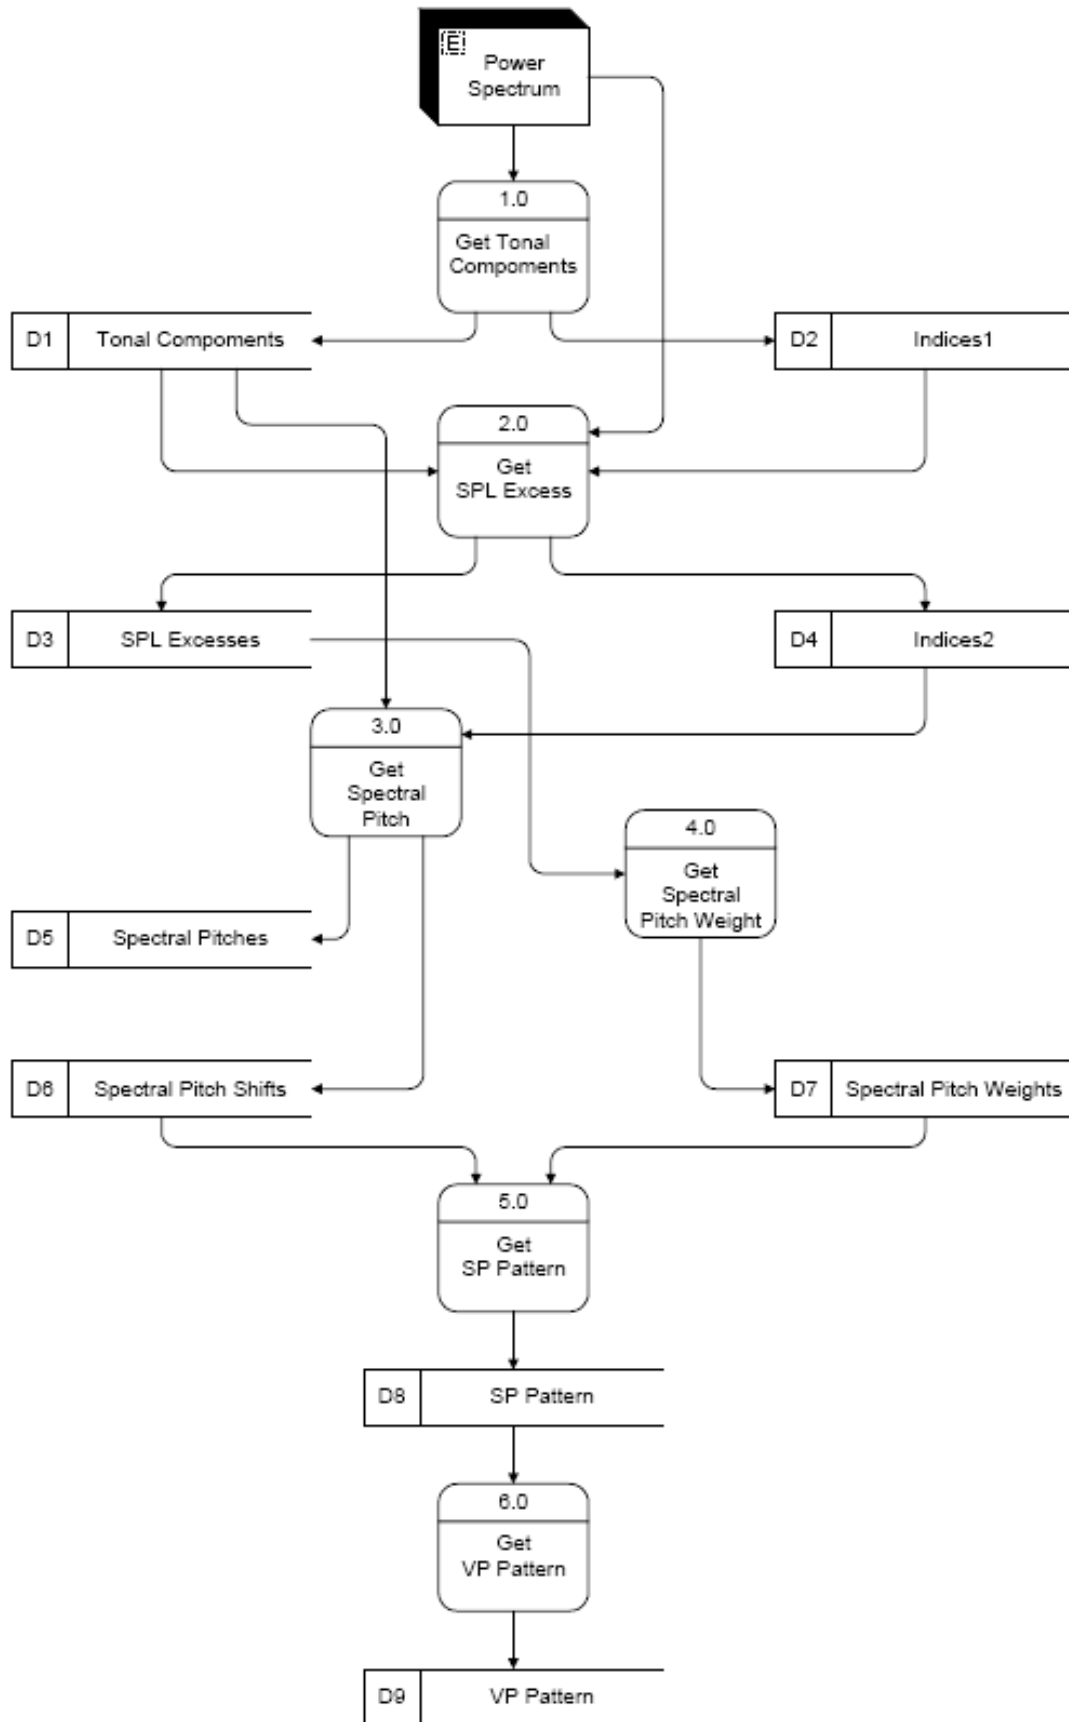 E
Power
Spectrum
1.0
Get Tonal
Compoments
D1 Tonal Compoments
D2 Indices1
2.0
Get
SPL Excess
D3 SPL Excesses
D4 Indices2
3.0
Get
Spectral
Pitch
4.0
Get
Spectral
Pitch Weight
D5 Spectral Pitches
D6 Spectral Pitch Shifts
D7 Spectral Pitch Weights
5.0
Get
SP Pattern
D8 SP Pattern
6.0
Get
VP Pattern
D9 VP Pattern